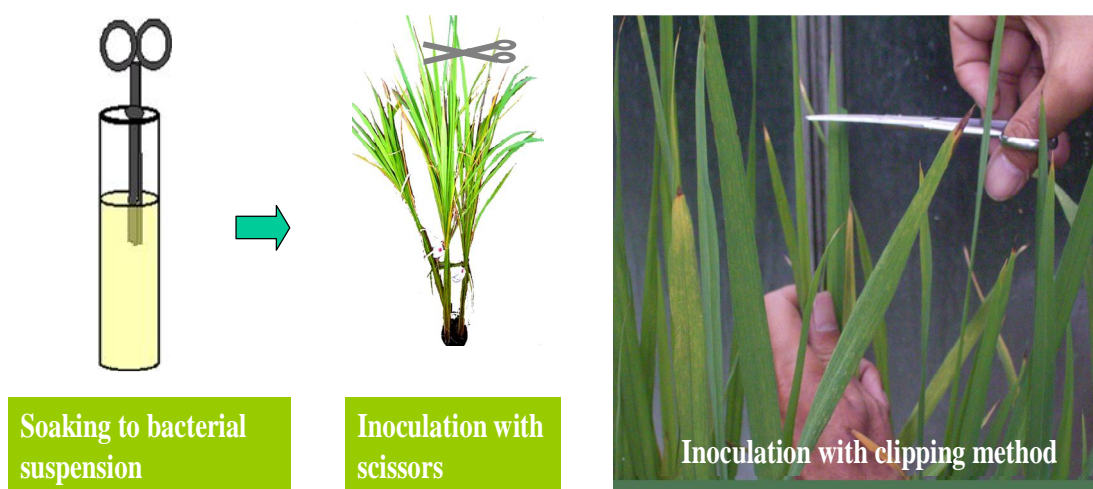 Soaking to bacterial
suspension
Inoculation with
scissors
Inoculation with clipping method